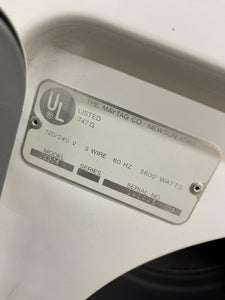 UL
THE MAYTAG CO. NEWTON, IOWA
LISTED
747G
120/240 V. 3 WIRE 60 HZ. 5600 WATTS
MODEL SERIES SERIAL NO.